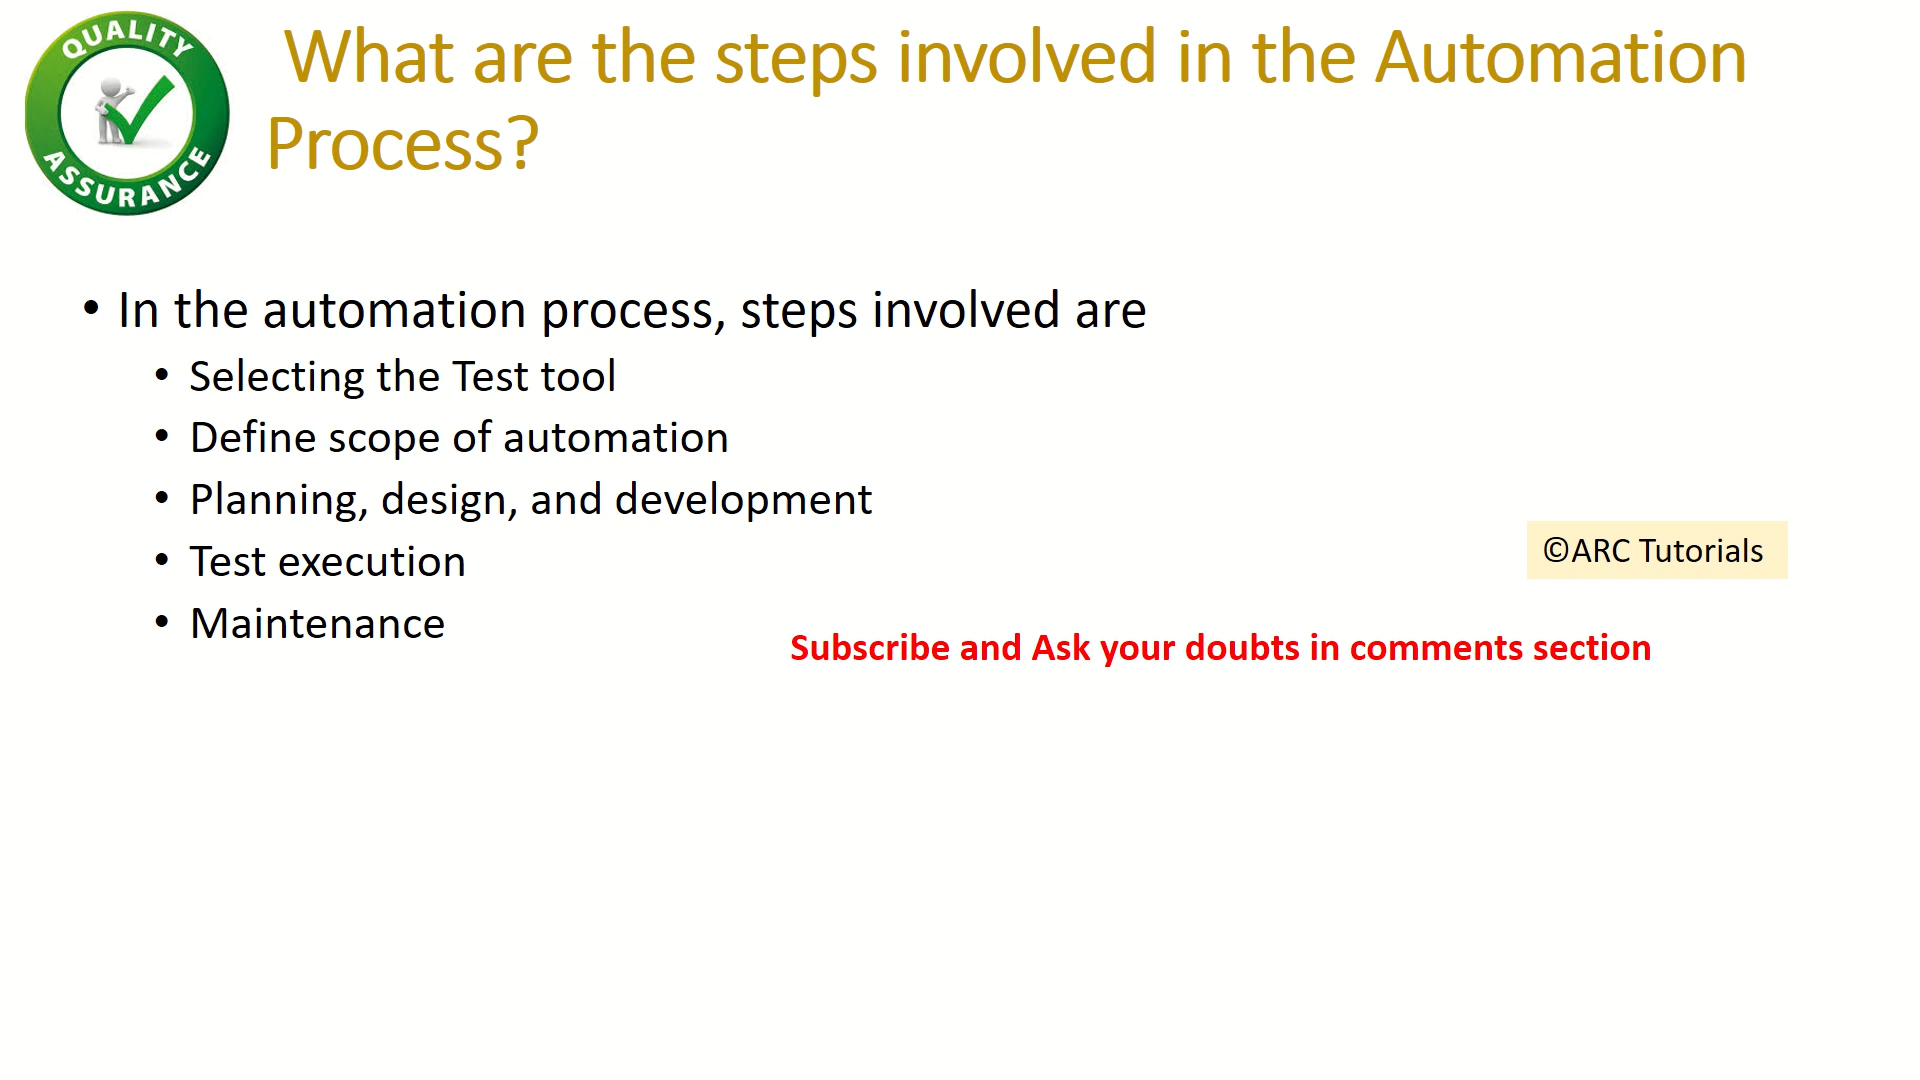 QUALITY
ASSURANCE
What are the steps involved in the Automation
Process?
• In the automation process, steps involved are
• Selecting the Test tool
• Define scope of automation
• Planning, design, and development
• Test execution
• Maintenance
©ARC Tutorials
Subscribe and Ask your doubts in comments section